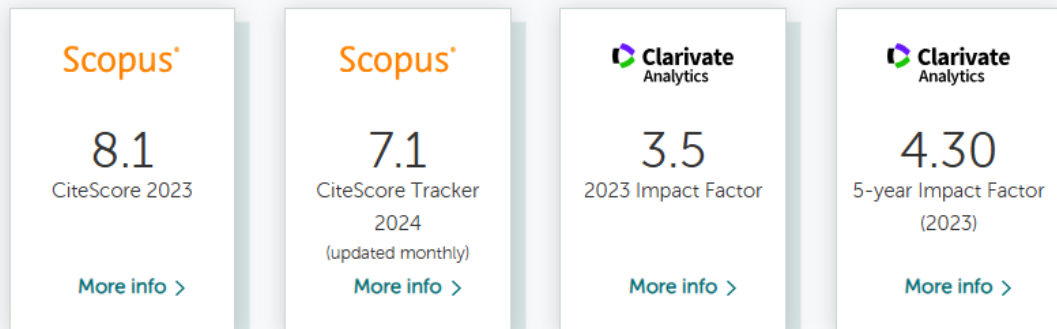 Scopus®
8.1
CiteScore 2023
More info >
Scopus®
7.1
CiteScore Tracker
2024
(updated monthly)
More info >
Clarivate
Analytics
3.5
2023 Impact Factor
More info >
Clarivate
Analytics
4.30
5-year Impact Factor
(2023)
More info >